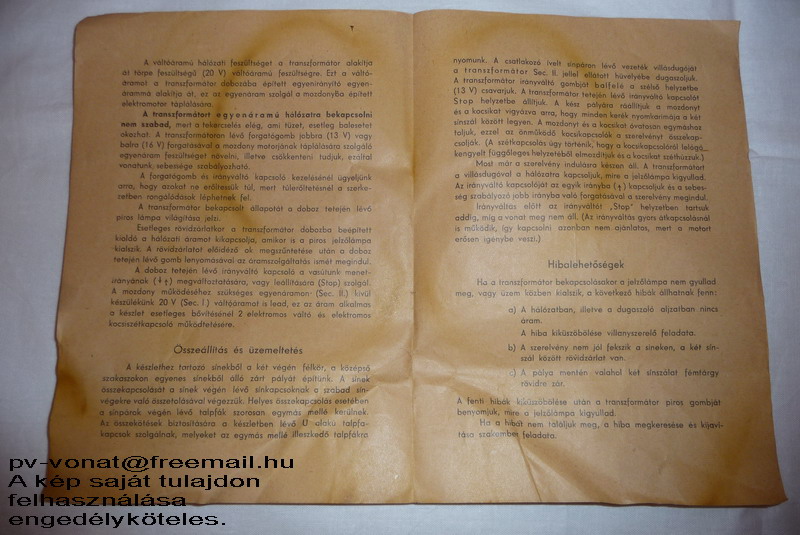 A váltóáramú hálózati feszültséget a transzformátor alakítja
át törpe feszültségű (20 V) váltóáramú feszültségre. Ezt a váltó-
áramot a transzformátor dobozába épített egyenirányító egyen-
árammá alakítja át, ez az egyenáram szolgál a mozdonyba épített
elektromotor táplálására.
A transzformátort egyenáramú hálózatra bekapcsolni
nem szabad, mert a tekercselés elég, ami tüzet, esetleg balesetet
okozhat. A transzformátoron lévő forgatógomb jobbra (13 V) vagy
balra (16 V) forgatásával a mozdony motorjának táplálására szolgáló
egyenáram feszültségét növelni, illetve csökkenteni tudjuk, ezáltal
vonatunk sebessége szabályozható.
A forgatógomb és irányváltó kapcsoló kezelésénél ügyeljünk
arra, hogy azokat ne erőltessük túl, mert túlerőltetésnél a szerke-
zetben rongálódások léphetnek fel.
A transzformátor bekapcsolt állapotát a doboz tetején lévő
piros lámpa világítása jelzi.
Esetleges rövidzárlatkor a transzformátor dobozába beépített
kioldó a hálózati áramot kikapcsolja, amikor is a piros jelzőlámpa
kialszik. A rövidzárlatot előidéző ok megszűntetése után a doboz
tetején lévő gomb lenyomásával az áramszolgáltatás ismét megindul.
A doboz tetején lévő irányváltó kapcsoló a vasútunk menet-
irányának (↓↑) megváltoztatására, vagy leállítására (Stop) szolgál.
A mozdony működéséhez szükséges egyenáramon (Sec. II.) kívül
készülékünk 20 V (Sec. I.) váltóáramot is lead, ez az áram alkalmas
a készlet esetleges bővítésénél 2 elektromos váltó és elektromos
kocsiszétkapcsoló működtetésére.
Összeállítás és üzemeltetés
A készlethez tartozó sínekből a két végén félkör, a középső
szakaszokon egyenes sínekből álló zárt pályát építünk. A sínek
összekapcsolását a sínek végén lévő sínkapcsoknak a szabad sín-
végekre való összetolásával végezzük. Helyes összekapcsolás esetében
a sínpárok végén lévő talpfák szorosan egymás mellé kerülnek.
Az összekötések biztosítására a készletben lévő U alakú talpfa-
kapcsok szolgálnak, melyeket az egymás mellé illeszkedő talpfákra
nyomunk. A csatlakozó ívelt sínpáron lévő vezeték villásdugóját
a transzformátor Sec. II. jellel ellátott hüvelyébe dugaszoljuk.
A transzformátor irányváltó gombját balfelé a szélső helyzetbe
(13 V) csavarjuk. A transzformátor tetején lévő irányváltó kapcsolót
Stop helyzetbe állítjuk. A kész pályára ráállítjuk a mozdonyt
és a kocsikat vigyázva arra, hogy minden kerék nyomkarimája a két
sínszál között legyen. A mozdonyt és a kocsikat óvatosan egymáshoz
toljuk, ezzel az önműködő kocsikapcsolók a szerelvényt összekap-
csolják. (A szétkapcsolás úgy történik, hogy a kocsikapcsolóról lelógó
kengyelt függőleges helyzetéből elmozdítjuk és a kocsikat széthúzzuk.)
Most már a szerelvény indulásra készen áll. A transzformátort
a villásdugóval a hálózatba kapcsoljuk, mire a jelzőlámpa kigyullad.
Az irányváltó kapcsolóját az egyik irányba (↑) kapcsoljuk és a sebes-
ség szabályozó jobb irányba való forgatásával a szerelvény megindul.
Irányváltás előtt az irányváltót „Stop" helyzetben tartsuk
addig, míg a vonat meg nem áll. (Az irányváltás gyors átkapcsolásnál
is működik, így kapcsolni azonban nem ajánlatos, mert a motort
erősen igénybe veszi.)
Hibalehetőségek
Ha a transzformátor bekapcsolásakor a jelzőlámpa nem gyullad
meg, vagy üzem közben kialszik, a következő hibák állhatnak fenn:
a) A hálózatban, illetve a dugaszoló aljzatban nincs
áram.
A hiba kiküszöbölése villanyszerelő feladata.
b) A szerelvény nem jól fekszik a síneken, a két sín-
szál között rövidzárlat van.
c) A pálya mentén valahol két sínszálat femtárgy
rövidre zár.
A fenti hibák kiküszöbölése után a transzformátor piros gombját
benyomjuk, mire a jelzőlámpa kigyullad.
Ha a hibát nem találjuk meg, a hiba megkeresése és kijaví-
tása szakember feladata.
pv-vonat@freemail.hu
A kép saját tulajdon
felhasználása
engedélyköteles.